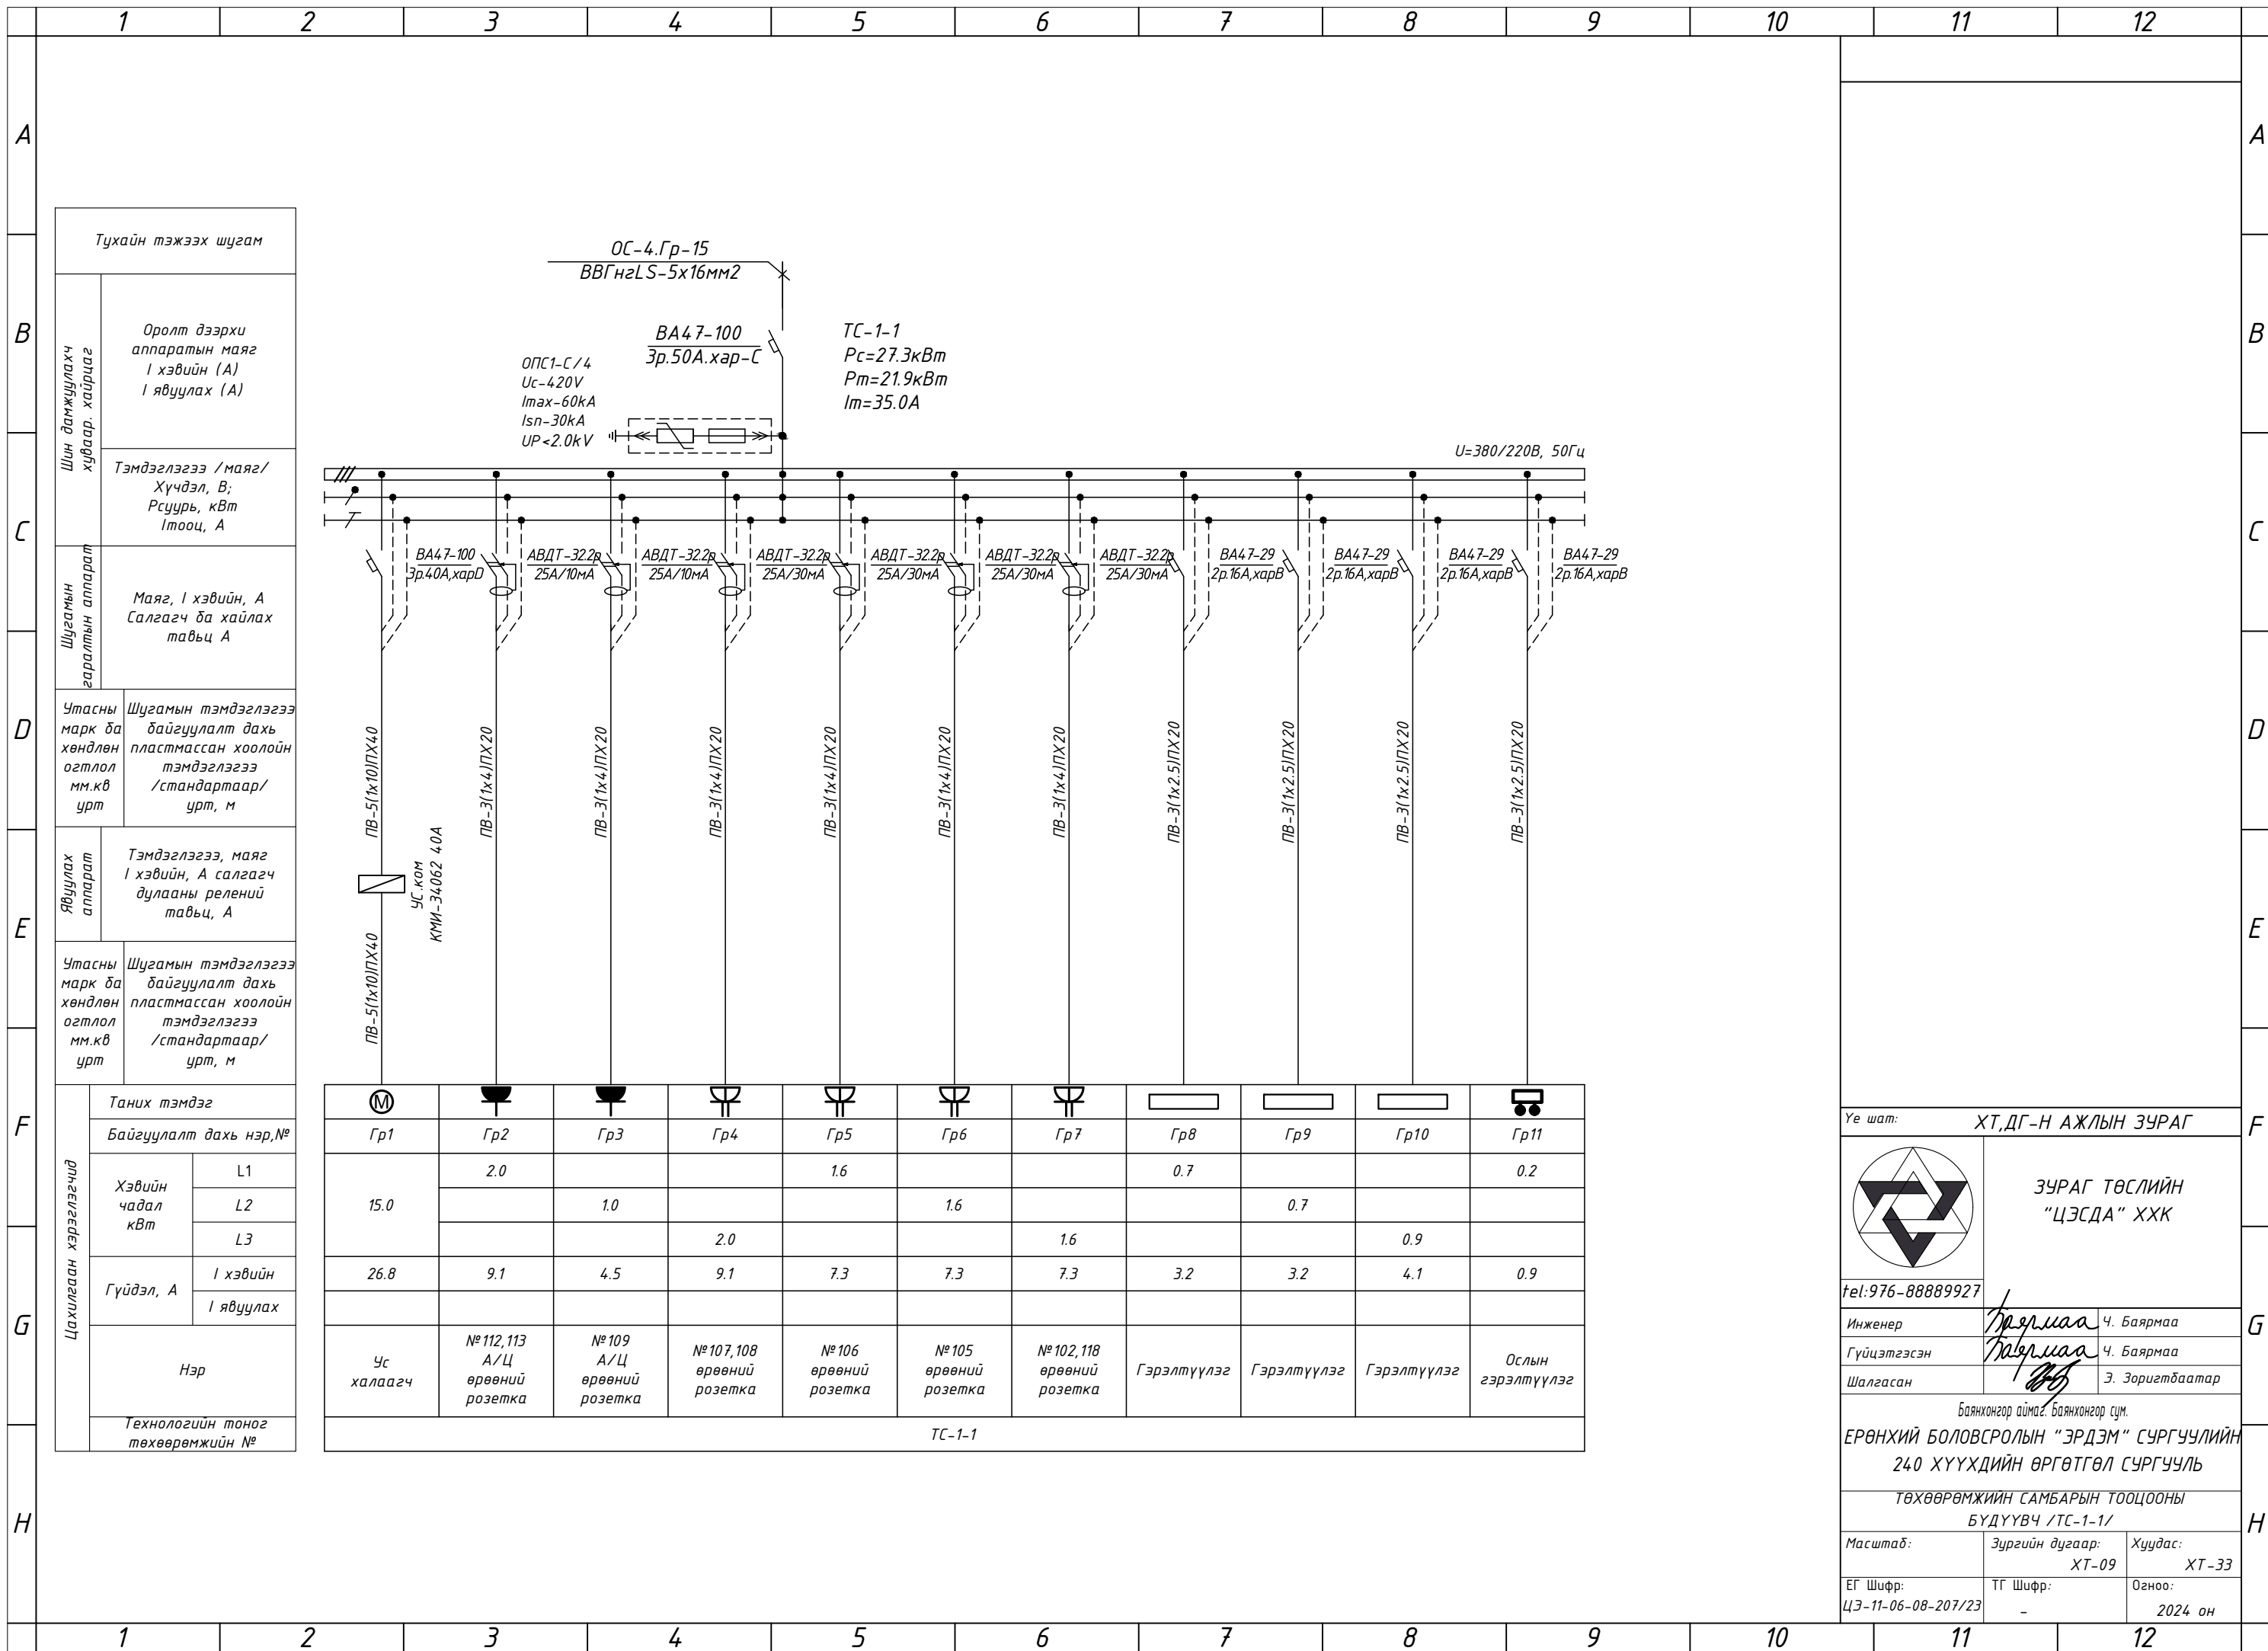 1 2 3 4 5 6 7 8 9 10 11 12
A
B
C
D
E
F
G
H
Тухайн тэжээх шугам
Шин дамжуулах
хуваар. хайрцаг
Оролт дээрхи
аппаратын маяг
I хэвийн (А)
I явуулах (А)
Тэмдэглэгээ /маяг/
Хүчдэл, В;
Рсуурь, кВт
Iтооц, А
Шугамын
гаралтын аппарат
Маяг, I хэвийн, А
Салгагч ба хайлах
тавьц А
Утасны
марк ба
хөндлөн
огтлол
мм.кв
урт
Шугамын тэмдэглэгээ
байгуулалт дахь
пластмассан хоолойн
тэмдэглэгээ
/стандартаар/
урт, м
Явуулах
аппарат
Тэмдэглэгээ, маяг
I хэвийн, А салгагч
дулааны релений
тавьц, А
Утасны
марк ба
хөндлөн
огтлол
мм.кв
урт
Шугамын тэмдэглэгээ
байгуулалт дахь
пластмассан хоолойн
тэмдэглэгээ
/стандартаар/
урт, м
ОС-4.Гр-15
ВВГнгLS-5х16мм2
ВА47-100
3р.50А.хар-С
ТС-1-1
Рс=27.3кВт
Рт=21.9кВт
Iт=35.0А
ОПС1-С/4
Uc-420V
Imax-60kA
Isn-30kA
UP<2.0kV
U=380/220В, 50Гц
ВА47-100
3р.40А,харD
АВДТ-32.2р
25А/10мА
АВДТ-32.2р
25А/10мА
АВДТ-32.2р
25А/30мА
АВДТ-32.2р
25А/30мА
АВДТ-32.2р
25А/30мА
АВДТ-32.2р
25А/30мА
ВА47-29
2р.16А,харВ
ВА47-29
2р.16А,харВ
ВА47-29
2р.16А,харВ
ВА47-29
2р.16А,харВ
ПВ-5(1х10)ПХ40
ПВ-3(1х4)ПХ20
ПВ-3(1х4)ПХ20
ПВ-3(1х4)ПХ20
ПВ-3(1х4)ПХ20
ПВ-3(1х4)ПХ20
ПВ-3(1х4)ПХ20
ПВ-3(1х2.5)ПХ20
ПВ-3(1х2.5)ПХ20
ПВ-3(1х2.5)ПХ20
ПВ-3(1х2.5)ПХ20
УС.ком
КМИ-34062 40А
ПВ-5(1х10)ПХ40
Цахилгаан хэрэглэгчид
Таних тэмдэг
M
Байгуулалт дахь нэр,№ Гр1 Гр2 Гр3 Гр4 Гр5 Гр6 Гр7 Гр8 Гр9 Гр10 Гр11
Хэвийн
чадал
кВт
L1 2.0 1.6 0.7 0.2
L2 15.0 1.0 1.6 0.7
L3 2.0 1.6 0.9
Гүйдэл, А
I хэвийн 26.8 9.1 4.5 9.1 7.3 7.3 7.3 3.2 3.2 4.1 0.9
I явуулах
Нэр
Ус
халаагч
№112,113
А/Ц
өрөөний
розетка
№109
А/Ц
өрөөний
розетка
№107,108
өрөөний
розетка
№106
өрөөний
розетка
№105
өрөөний
розетка
№102,118
өрөөний
розетка
Гэрэлтүүлэг
Гэрэлтүүлэг
Гэрэлтүүлэг
Ослын
гэрэлтүүлэг
Технологийн тоног
төхөөрөмжийн №
ТС-1-1
Үе шат: ХТ,ДГ-Н АЖЛЫН ЗУРАГ
ЗУРАГ ТӨСЛИЙН
"ЦЭСДА" ХХК
tel:976-88889927
Инженер Баярмаа Ч. Баярмаа
Гүйцэтгэсэн Баярмаа Ч. Баярмаа
Шалгасан Э. Зоригтбаатар
Баянхонгор аймаг. Баянхонгор сум.
ЕРӨНХИЙ БОЛОВСРОЛЫН "ЭРДЭМ" СУРГУУЛИЙН
240 ХҮҮХДИЙН ӨРГӨТГӨЛ СУРГУУЛЬ
ТӨХӨӨРӨМЖИЙН САМБАРЫН ТООЦООНЫ
БҮДҮҮВЧ /ТС-1-1/
Масштаб:
Зургийн дугаар:
ХТ-09
Хуудас:
ХТ-33
ЕГ Шифр:
ЦЭ-11-06-08-207/23
ТГ Шифр:
-
Огноо:
2024 он
A
B
C
D
E
F
G
H
1 2 3 4 5 6 7 8 9 10 11 12